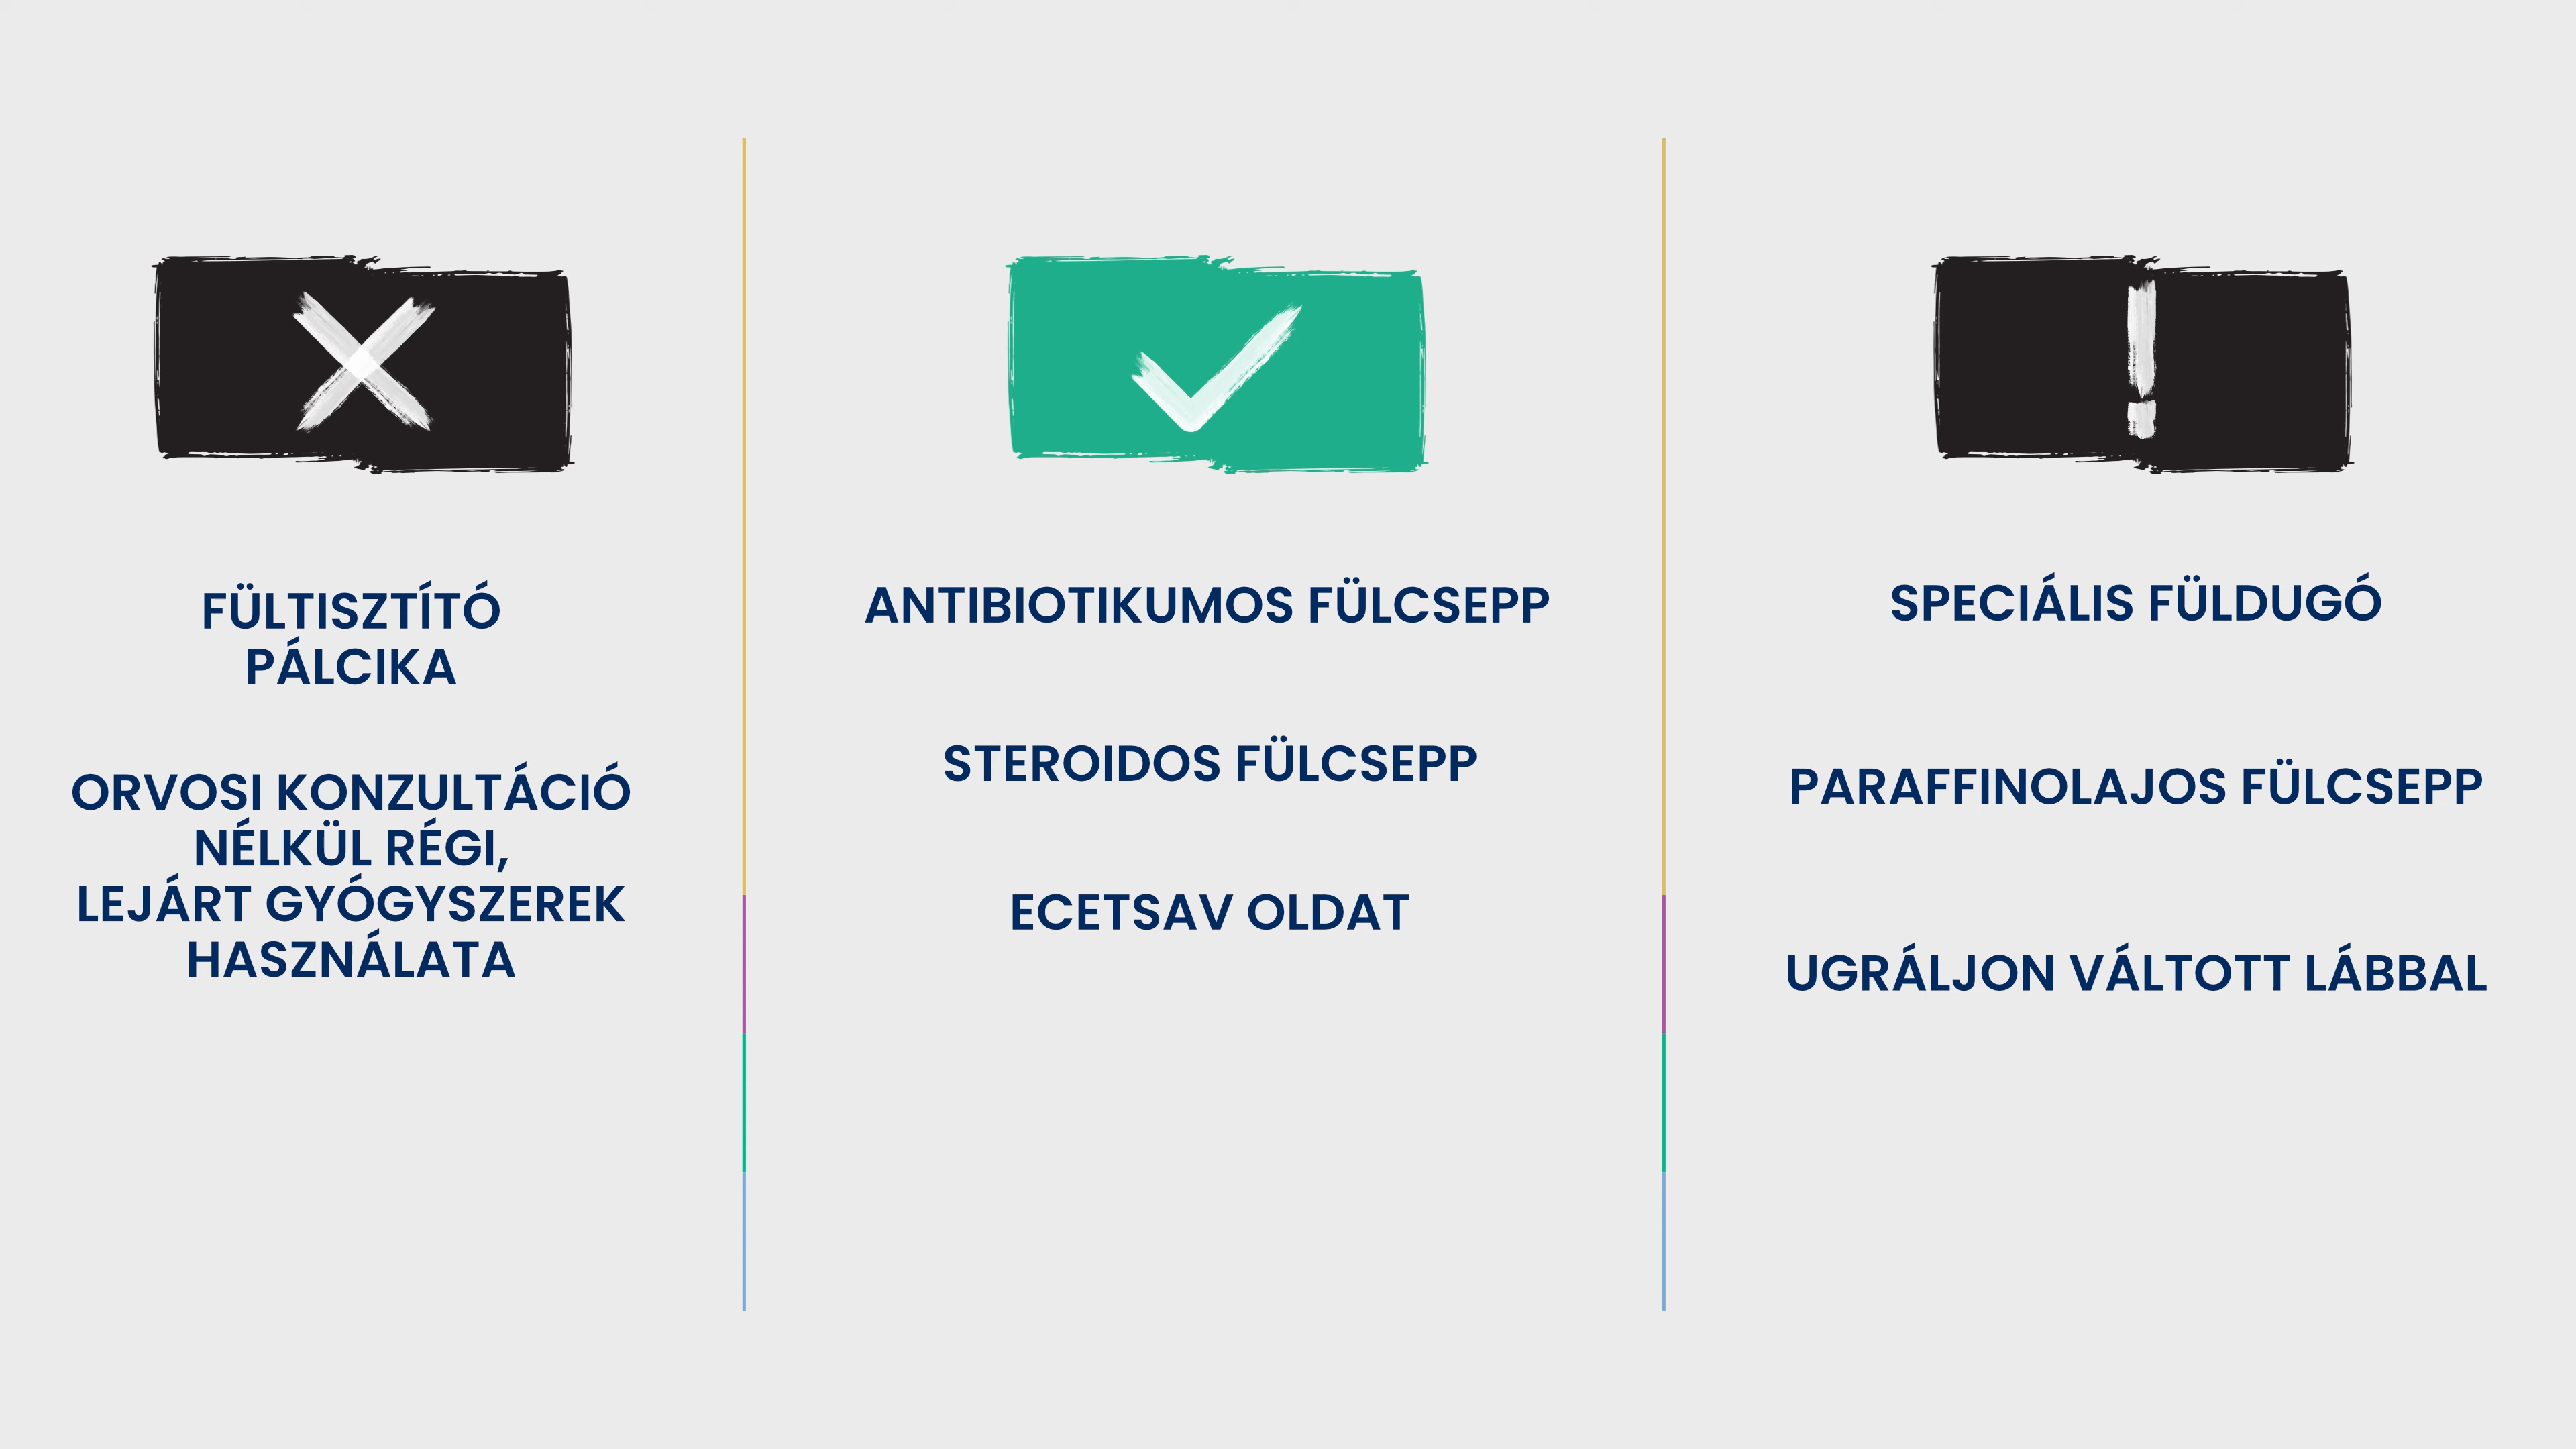 FÜLTISZTÍTÓ
PÁLCIKA
ORVOSI KONZULTÁCIÓ
NÉLKÜL RÉGI,
LEJÁRT GYÓGYSZEREK
HASZNÁLATA
ANTIBIOTIKUMOS FÜLCSEPP
STEROIDOS FÜLCSEPP
ECETSAV OLDAT
SPECIÁLIS FÜLDUGÓ
PARAFFINOLAJOS FÜLCSEPP
UGRÁLJON VÁLTOTT LÁBBAL